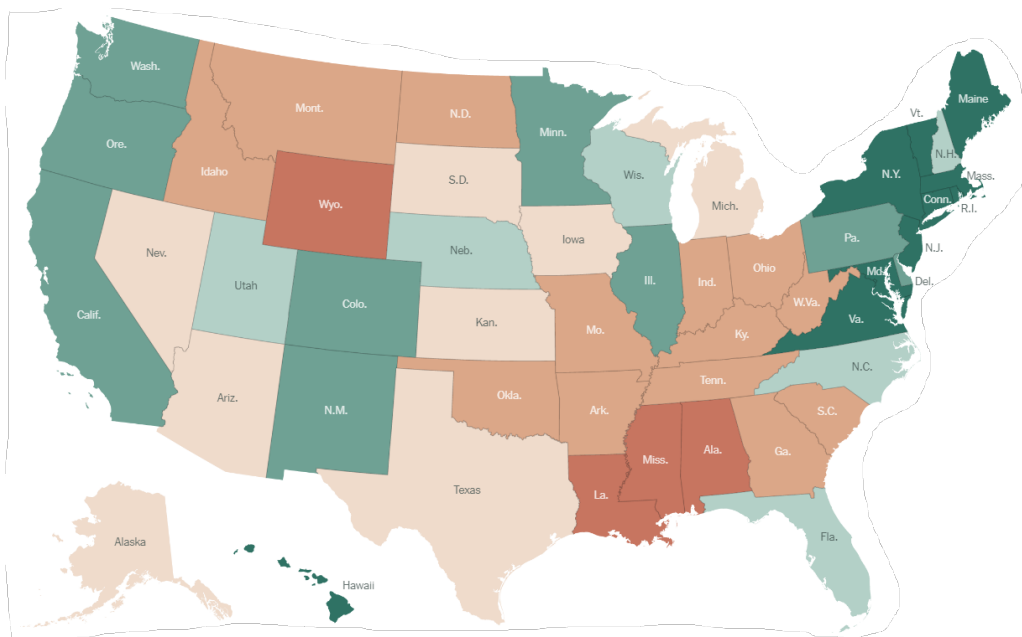 Wash.
Maine
Vt.
Mont.
N.D.
Minn.
Ore.
N.H.
Idaho
N.Y.
Mass.
Wis.
S.D.
Wyo.
Conn.
R.I.
Mich.
Iowa
Pa.
N.J.
Nev.
Neb.
Ohio
Md.
Ill.
Ind.
Del.
Utah
Colo.
W.Va.
Calif.
Va.
Kan.
Mo.
Ky.
N.C.
Tenn.
Ariz.
Okla.
N.M.
Ark.
S.C.
Ga.
Ala.
Miss.
Texas
La.
Fla.
Alaska
Hawaii